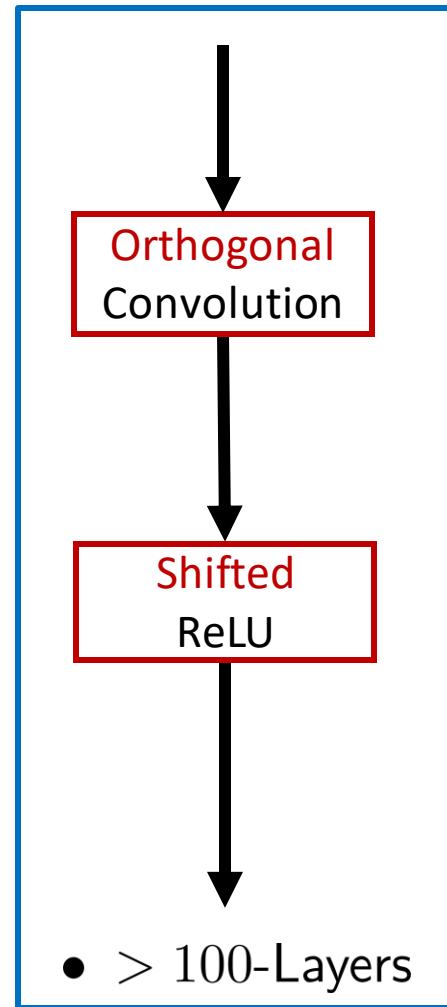 Orthogonal
Convolution
Shifted
ReLU
• > 100-Layers